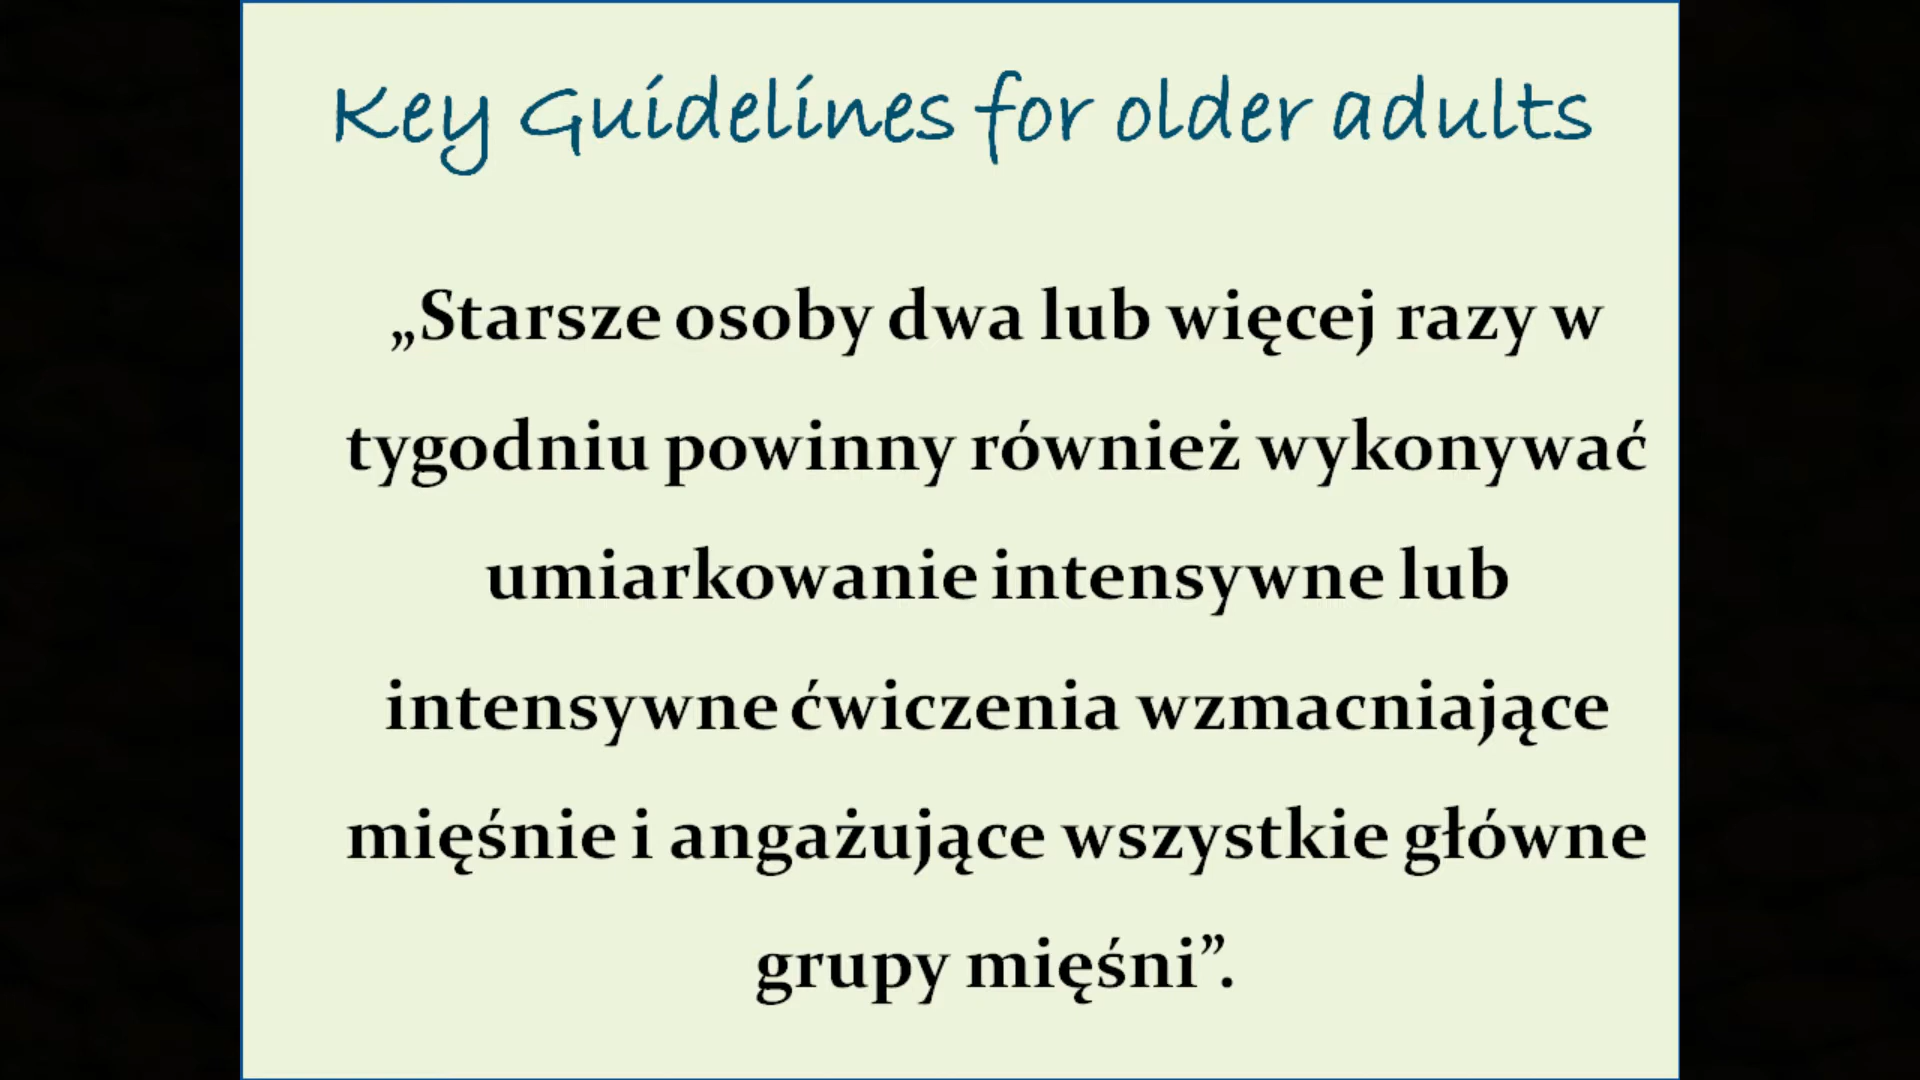 Key Guidelines for older adults
„Starsze osoby dwa lub więcej razy w
tygodniu powinny również wykonywać
umiarkowanie intensywne lub
intensywne ćwiczenia wzmacniające
mięśnie i angażujące wszystkie główne
grupy mięśni”.